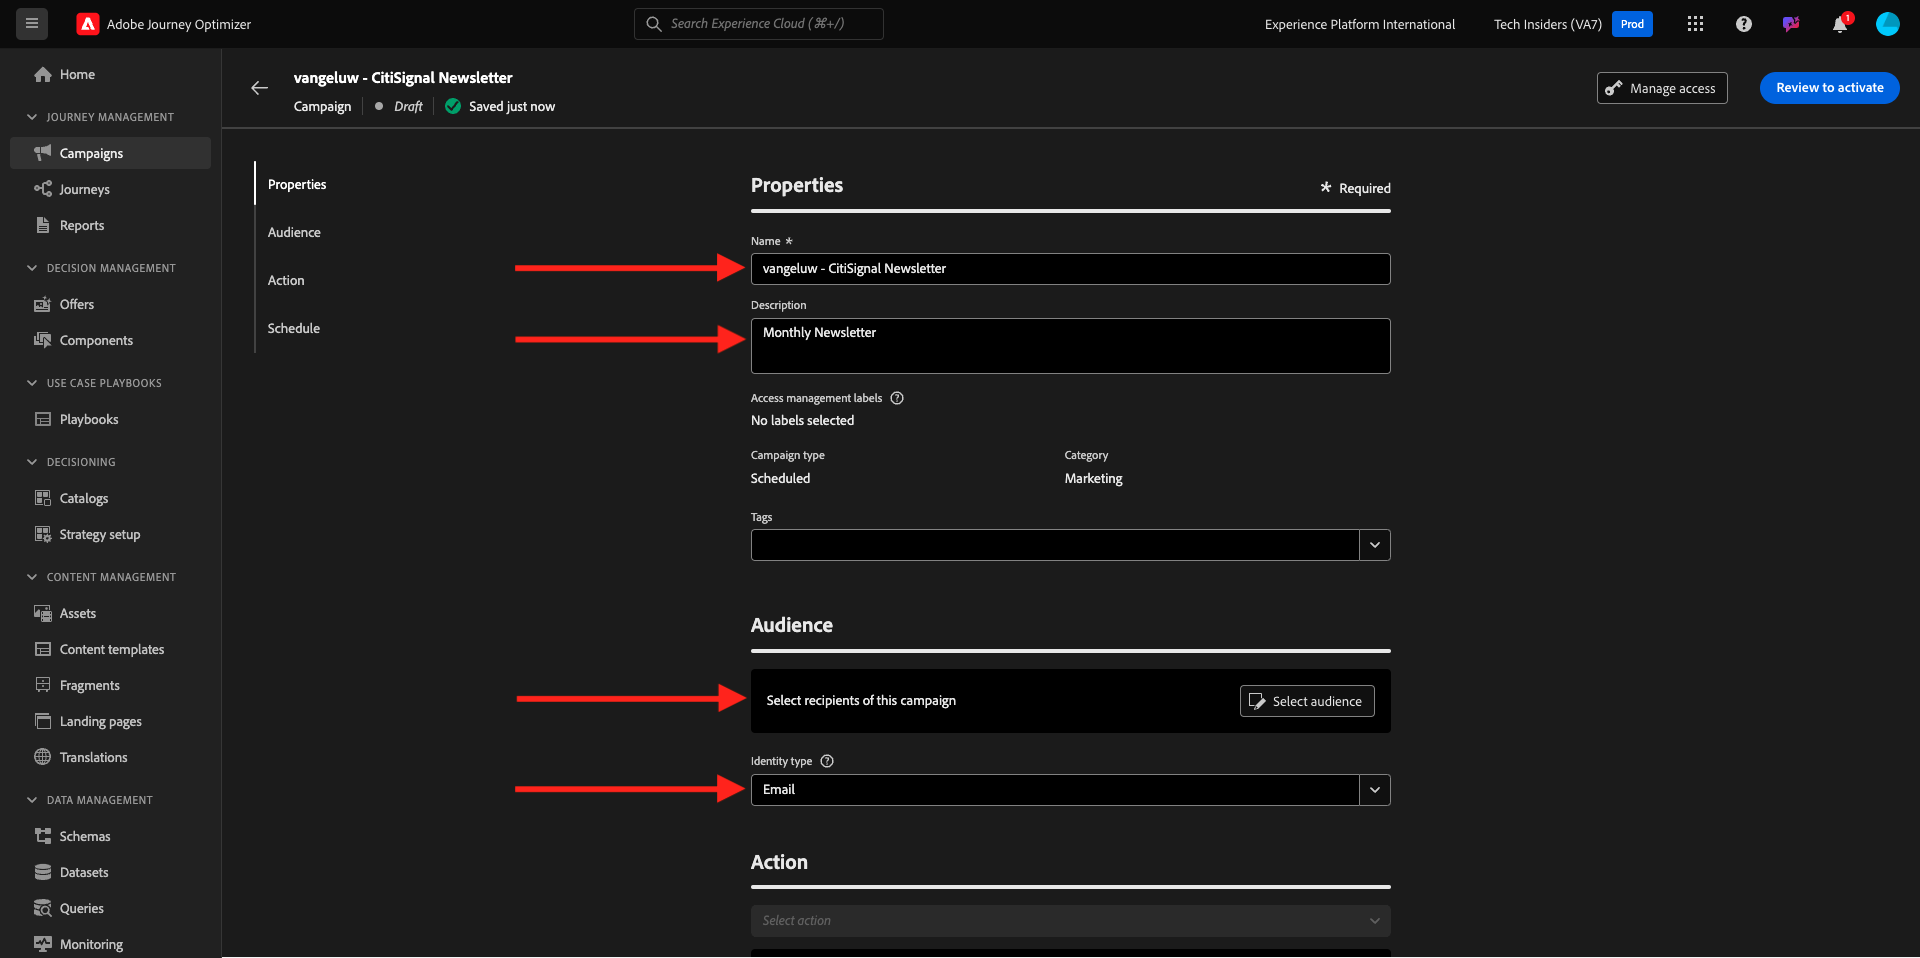 Adobe Journey Optimizer
Search Experience Cloud (⌘+/)
Experience Platform International
Tech Insiders (VA7)
Prod
1
Home
JOURNEY MANAGEMENT
Campaigns
Journeys
Reports
DECISION MANAGEMENT
Offers
Components
USE CASE PLAYBOOKS
Playbooks
DECISIONING
Catalogs
Strategy setup
CONTENT MANAGEMENT
Assets
Content templates
Fragments
Landing pages
Translations
DATA MANAGEMENT
Schemas
Datasets
Queries
Monitoring
vangeluw - CitiSignal Newsletter
Campaign
Draft
Saved just now
Manage access
Review to activate
Properties
Audience
Action
Schedule
Properties
* Required
Name *
vangeluw - CitiSignal Newsletter
Description
Monthly Newsletter
Access management labels
No labels selected
Campaign type
Category
Scheduled
Marketing
Tags
Audience
Select recipients of this campaign
Select audience
Identity type
Email
Action
Select action